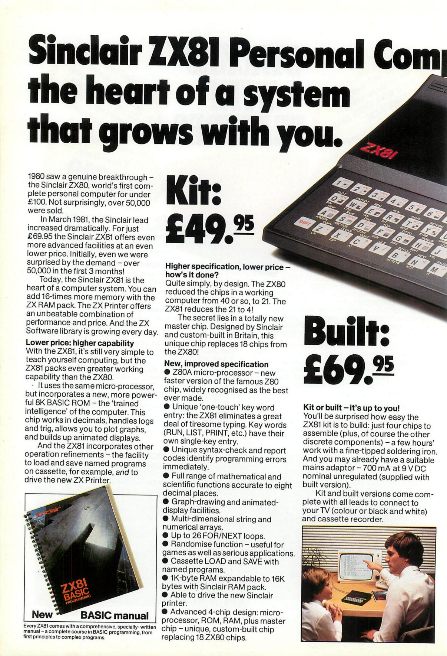 Sinclair ZX81 Personal Com
the heart of a system
that grows with you.
1980 saw a genuine breakthrough –
the Sinclair ZX80, world's first com-
plete personal computer for under
£100. Not surprisingly, over 50,000
were sold.
In March 1981, the Sinclair lead
increased dramatically. For just
£69.95 the Sinclair ZX81 offers even
more advanced facilities at an even
lower price. Initially, even we were
surprised by the demand – over
50,000 in the first 3 months!
Today, the Sinclair ZX81 is the
heart of a computer system. You can
add 16-times more memory with the
ZX RAM pack. The ZX Printer offers
an unbeatable combination of
performance and price. And the ZX
Software library is growing every day.
Lower price: higher capability
With the ZX81, it's still very simple to
teach yourself computing, but the
ZX81 packs even greater working
capability than the ZX80.
It uses the same micro-processor,
but incorporates a new, more power-
ful 8K BASIC ROM – the 'trained
intelligence' of the computer. This
chip works in decimals, handles logs
and trig, allows you to plot graphs,
and builds up animated displays.
And the ZX81 incorporates other
operation refinements – the facility
to load and save named programs
on cassette, for example, and to
drive the new ZX Printer.
ZX81
BASIC
New BASIC manual
Every ZX81 comes with a comprehensive, specially-written
manual – a complete course in BASIC programming, from
first principles to complex programs.
Kit:
£49.95
Higher specification, lower price –
how's it done?
Quite simply, by design. The ZX80
reduced the chips in a working
computer from 40 or so, to 21. The
ZX81 reduces the 21 to 4!
The secret lies in a totally new
master chip. Designed by Sinclair
and custom-built in Britain, this
unique chip replaces 18 chips from
the ZX80!
New, improved specification
● Z80A micro-processor – new
faster version of the famous Z80
chip, widely recognised as the best
ever made.
● Unique 'one-touch' key word
entry: the ZX81 eliminates a great
deal of tiresome typing. Key words
(RUN, LIST, PRINT, etc.) have their
own single-key entry.
● Unique syntax-check and report
codes identify programming errors
immediately.
● Full range of mathematical and
scientific functions accurate to eight
decimal places.
● Graph-drawing and animated-
display facilities.
● Multi-dimensional string and
numerical arrays.
● Up to 26 FOR/NEXT loops.
● Randomise function – useful for
games as well as serious applications.
● Cassette LOAD and SAVE with
named programs.
● 1K-byte RAM expandable to 16K
bytes with Sinclair RAM pack.
● Able to drive the new Sinclair
printer.
● Advanced 4-chip design: micro-
processor, ROM, RAM, plus master
chip – unique, custom-built chip
replacing 18 ZX80 chips.
ZX81
Built:
£69.95
Kit or built – it's up to you!
You'll be surprised how easy the
ZX81 kit is to build: just four chips to
assemble (plus, of course the other
discrete components) – a few hours'
work with a fine-tipped soldering iron.
And you may already have a suitable
mains adaptor – 700 mA at 9 V DC
nominal unregulated (supplied with
built version).
Kit and built versions come com-
plete with all leads to connect to
your TV (colour or black and white)
and cassette recorder.